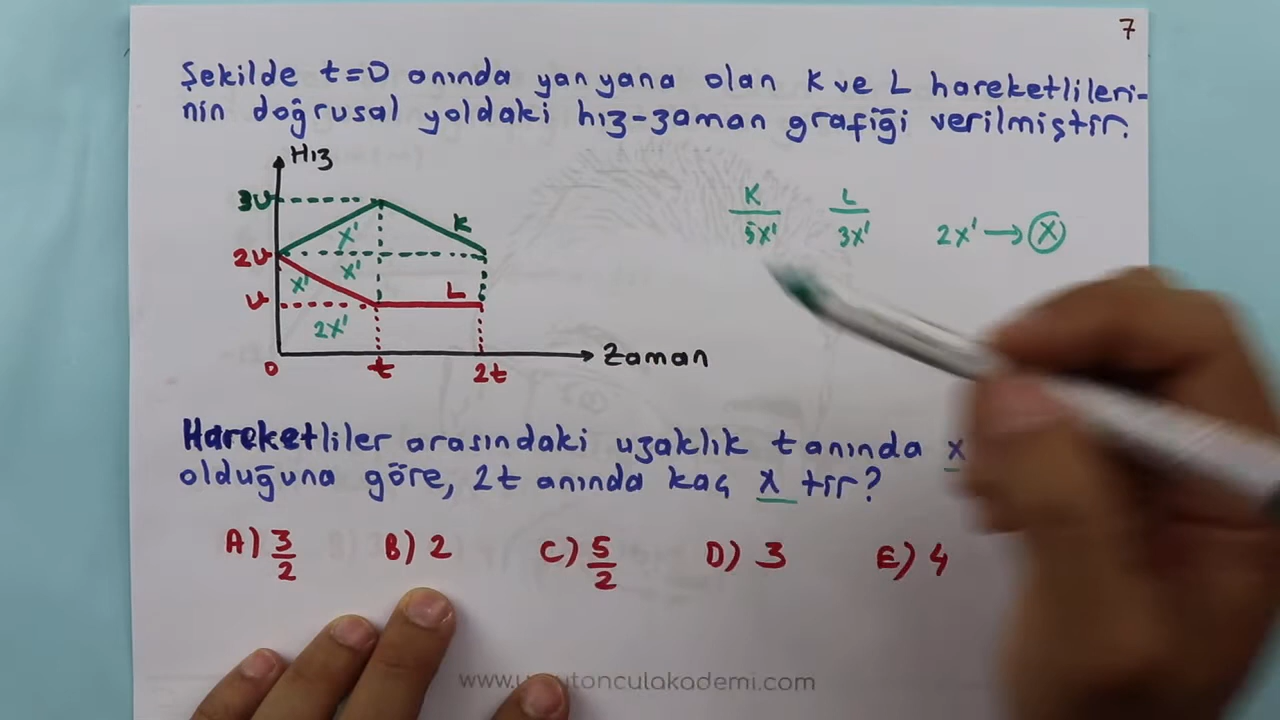 7
Şekilde t=0 anında yanyana olan K ve L hareketlileri-
nin doğrusal yoldaki hız-zaman grafiği verilmiştir.
Hız
3v
K
2v
x'
x'
x'
L
v
2x'
0
t
2t
Zaman
K L
5x' 3x' 2x' → x
Hareketliler arasındaki uzaklık t anında x
olduğuna göre, 2t anında kaç x tir?
A) 3/2 B) 2 C) 5/2 D) 3 E) 4